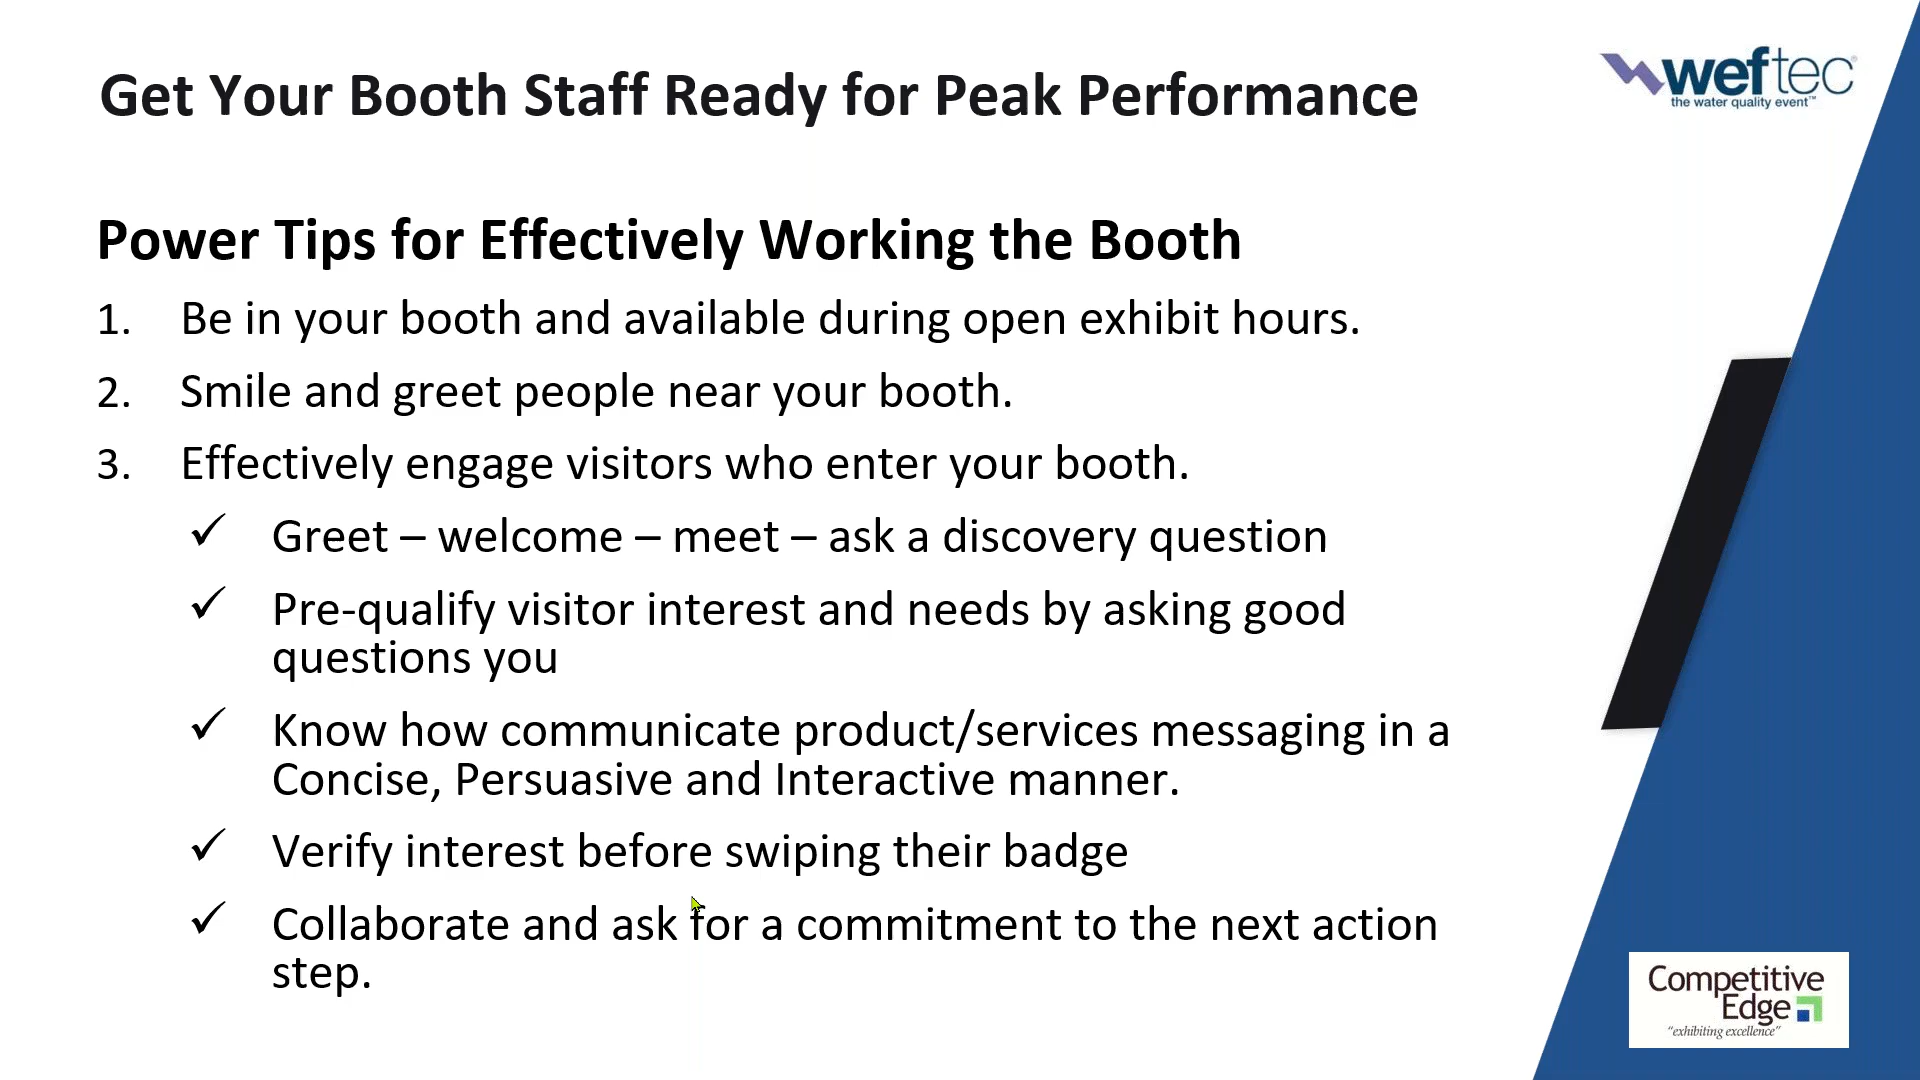 Get Your Booth Staff Ready for Peak Performance
weftec®
the water quality event™
Power Tips for Effectively Working the Booth
1. Be in your booth and available during open exhibit hours.
2. Smile and greet people near your booth.
3. Effectively engage visitors who enter your booth.
✓ Greet – welcome – meet – ask a discovery question
✓ Pre-qualify visitor interest and needs by asking good
questions you
✓ Know how communicate product/services messaging in a
Concise, Persuasive and Interactive manner.
✓ Verify interest before swiping their badge
✓ Collaborate and ask for a commitment to the next action
step.
Competitive
Edge
"exhibiting excellence"